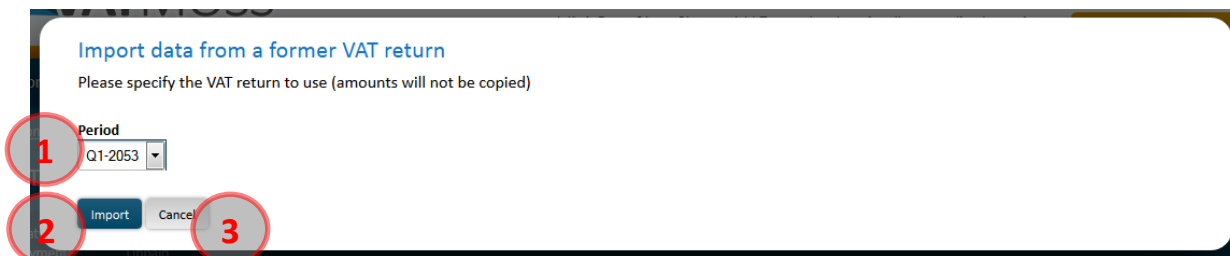 VATMOSS
Import data from a former VAT return
Please specify the VAT return to use (amounts will not be copied)
Period
1
Q1-2053
Import Cancel
2
3